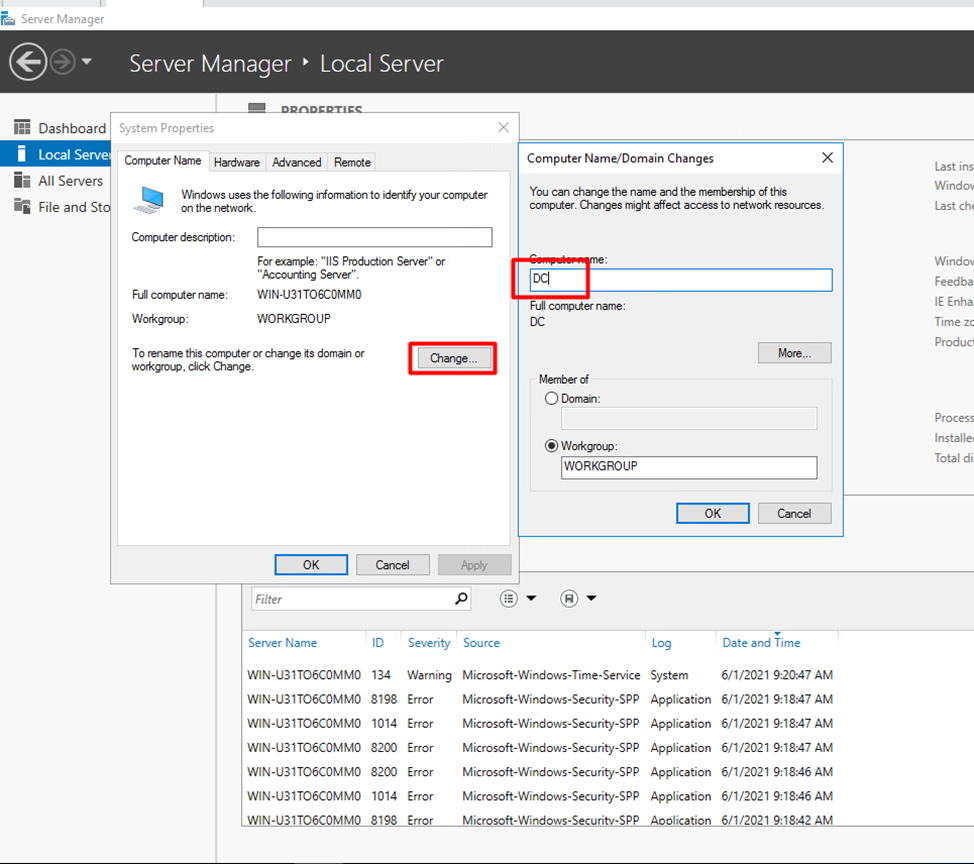 Server Manager
Server Manager ‣ Local Server
Dashboard
Local Server
All Servers
File and Sto
PROPERTIES
System Properties
Computer Name Hardware Advanced Remote
Windows uses the following information to identify your computer
on the network.
Computer description:
For example: "IIS Production Server" or
"Accounting Server".
Full computer name: WIN-U31TO6C0MM0
Workgroup: WORKGROUP
To rename this computer or change its domain or
workgroup, click Change.
Change...
OK Cancel Apply
Computer Name/Domain Changes
You can change the name and the membership of this
computer. Changes might affect access to network resources.
Computer name:
DC
Full computer name:
DC
More...
Member of
Domain:
Workgroup:
WORKGROUP
OK Cancel
Last ins
Window
Last che
Window
Feedba
IE Enha
Time zo
Product
Process
Installed
Total di
Filter
Server Name ID Severity Source Log Date and Time
WIN-U31TO6C0MM0 134 Warning Microsoft-Windows-Time-Service System 6/1/2021 9:20:47 AM
WIN-U31TO6C0MM0 8198 Error Microsoft-Windows-Security-SPP Application 6/1/2021 9:18:47 AM
WIN-U31TO6C0MM0 1014 Error Microsoft-Windows-Security-SPP Application 6/1/2021 9:18:47 AM
WIN-U31TO6C0MM0 8200 Error Microsoft-Windows-Security-SPP Application 6/1/2021 9:18:47 AM
WIN-U31TO6C0MM0 8200 Error Microsoft-Windows-Security-SPP Application 6/1/2021 9:18:46 AM
WIN-U31TO6C0MM0 1014 Error Microsoft-Windows-Security-SPP Application 6/1/2021 9:18:46 AM
WIN-U31TO6C0MM0 8198 Error Microsoft-Windows-Security-SPP Application 6/1/2021 9:18:42 AM